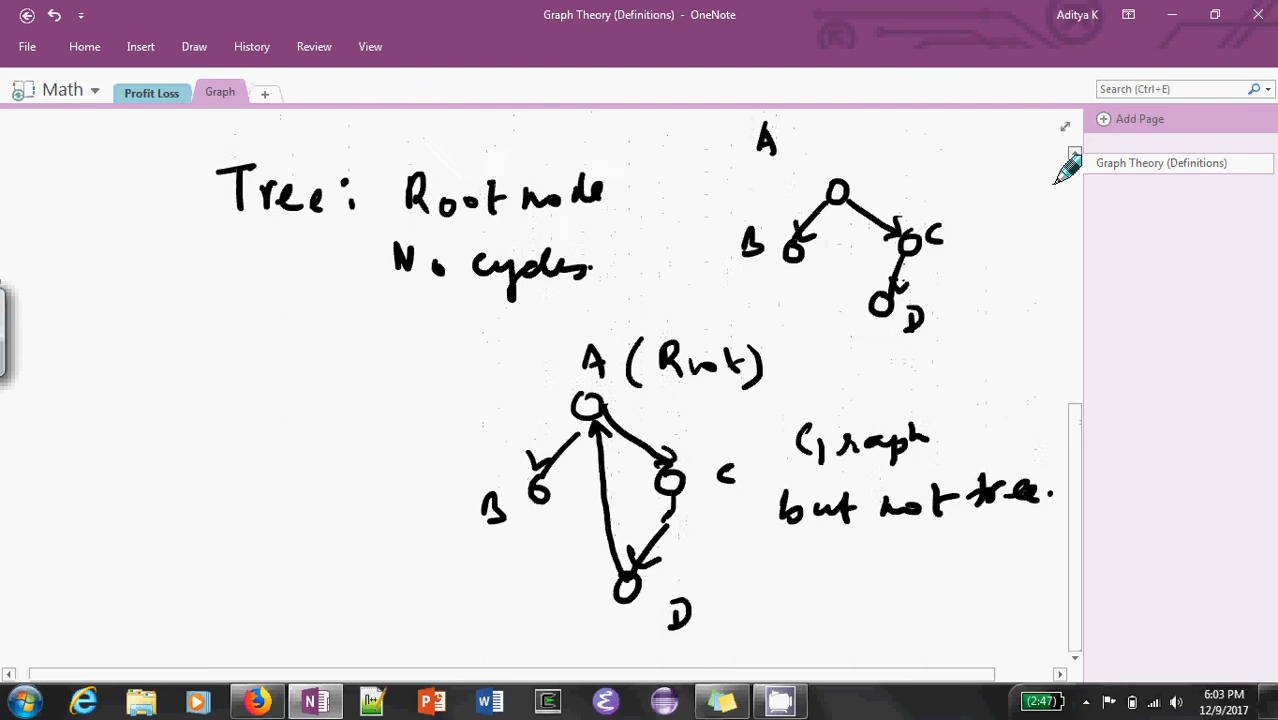 Graph Theory (Definitions) - OneNote
Aditya K
File Home Insert Draw History Review View
Math
Profit Loss
Graph
Search (Ctrl+E)
Add Page
Graph Theory (Definitions)
A
Tree: Root node
B
C
No cycles.
D
A (Root)
Graph
C
but not tree.
B
D
(2:47)
6:03 PM
12/9/2017